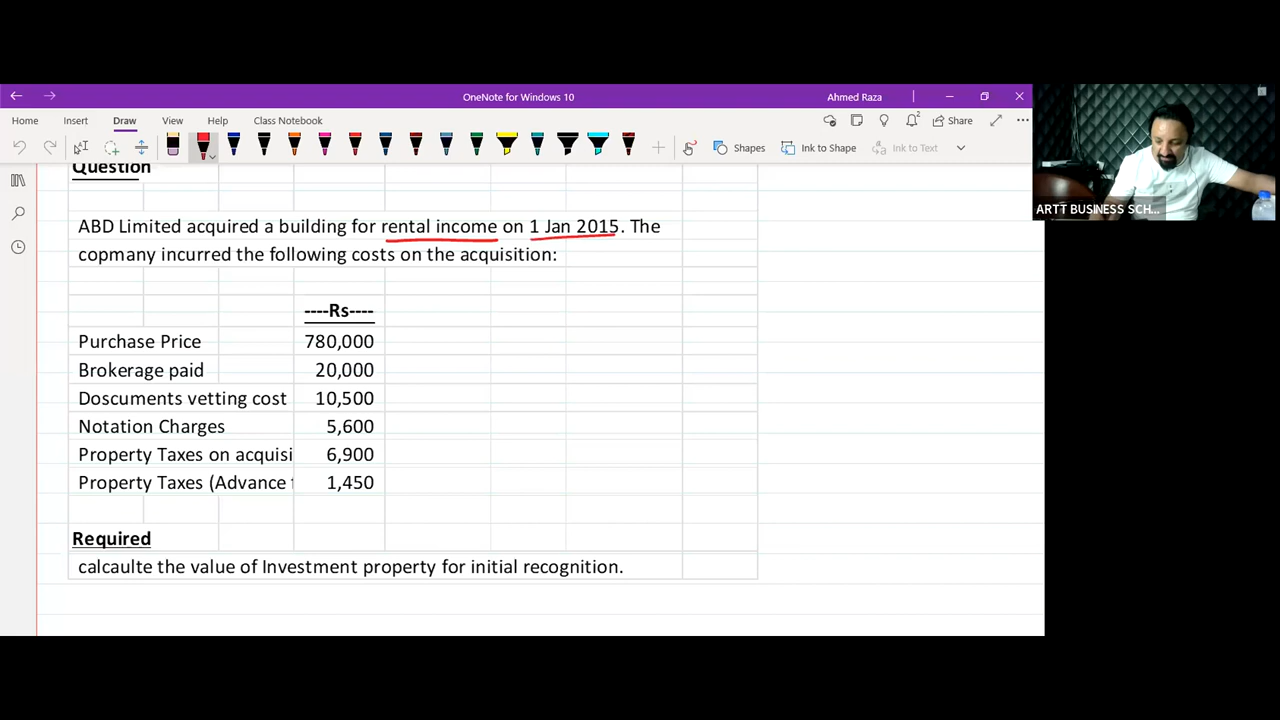 OneNote for Windows 10
Ahmed Raza
Home Insert Draw View Help Class Notebook
Share
Shapes Ink to Shape Ink to Text
Question
ABD Limited acquired a building for rental income on 1 Jan 2015. The
copmany incurred the following costs on the acquisition:
----Rs----
Purchase Price 780,000
Brokerage paid 20,000
Doscuments vetting cost 10,500
Notation Charges 5,600
Property Taxes on acquisi 6,900
Property Taxes (Advance 1,450
Required
calcaulte the value of Investment property for initial recognition.
ARTT BUSINESS SCH...